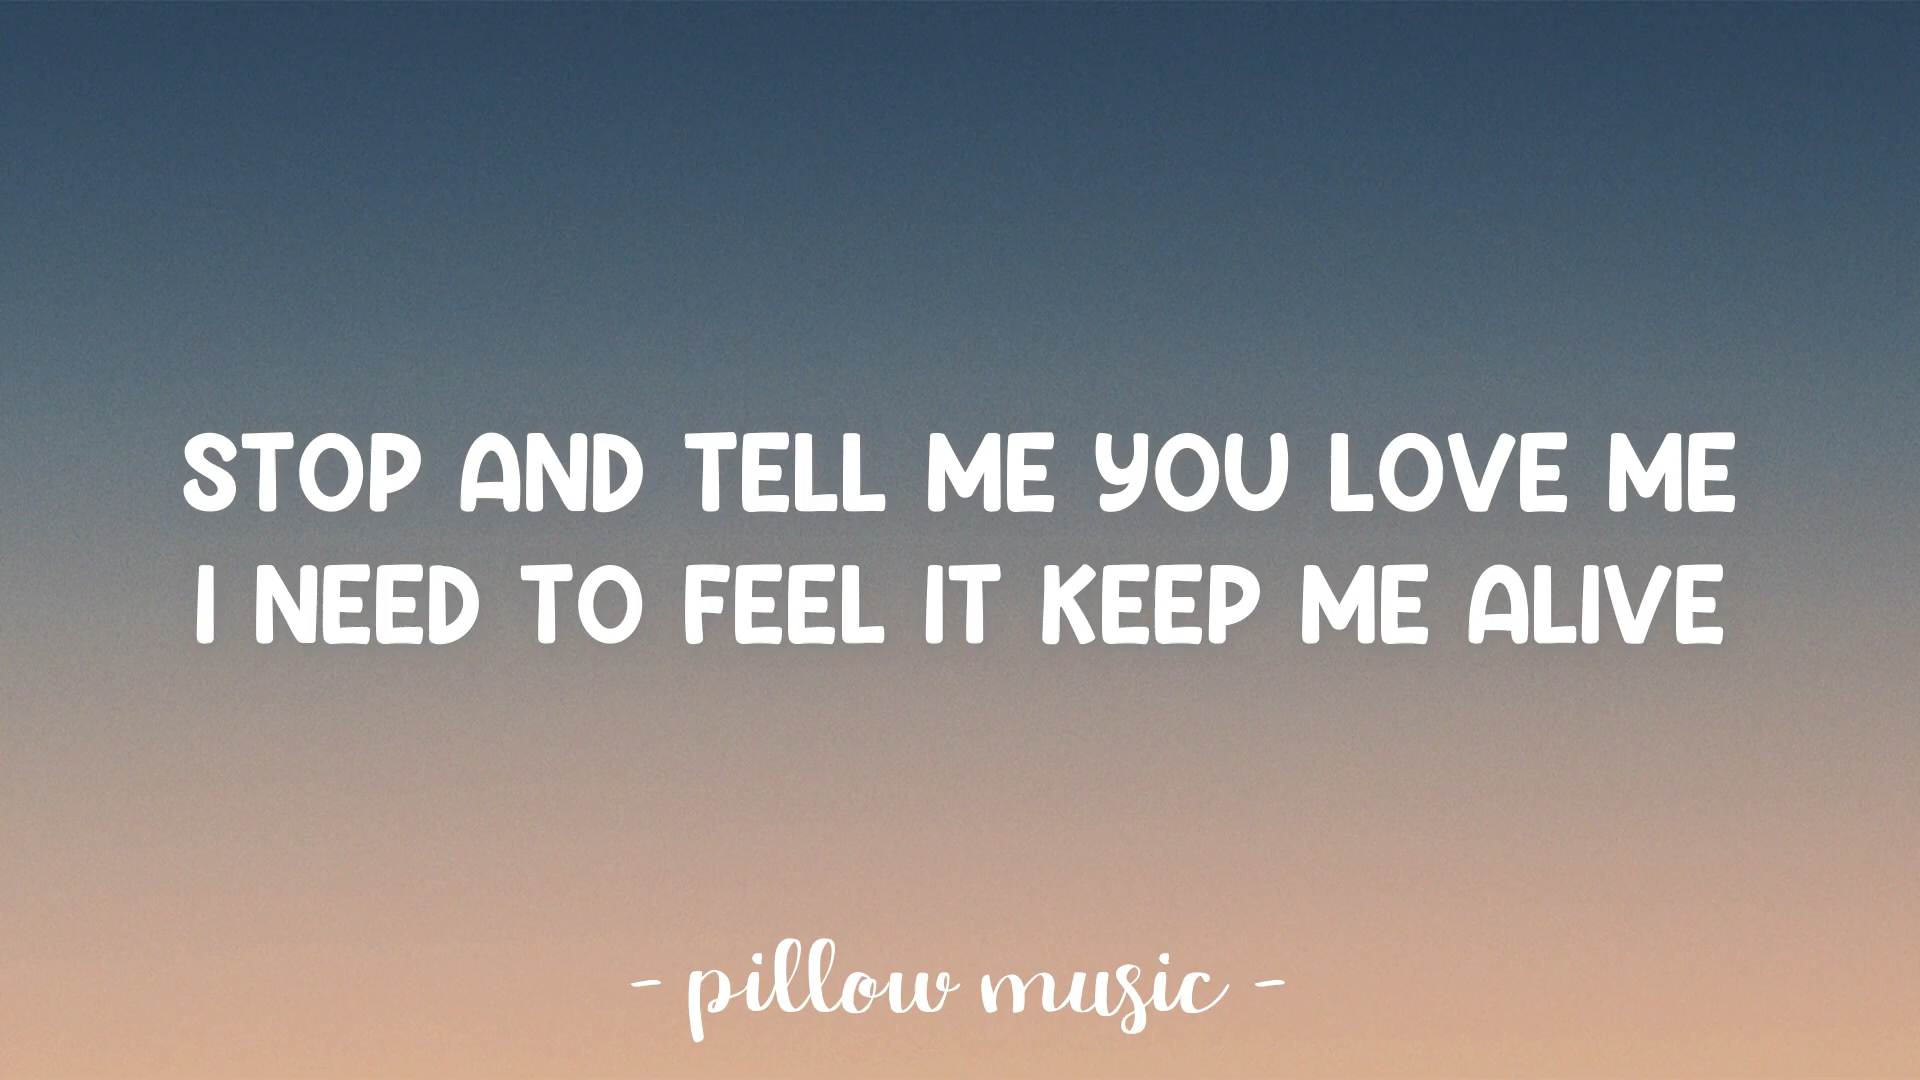 STOP AND TELL ME YOU LOVE ME
I NEED TO FEEL IT KEEP ME ALIVE
- pillow music -